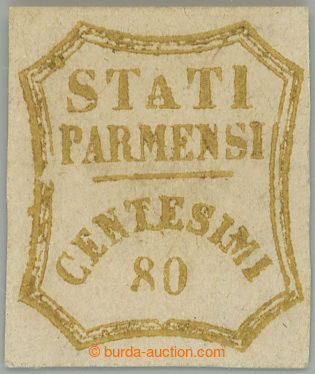 STATI
PARMENSI
CENTESIMI
80
burda-auction.com